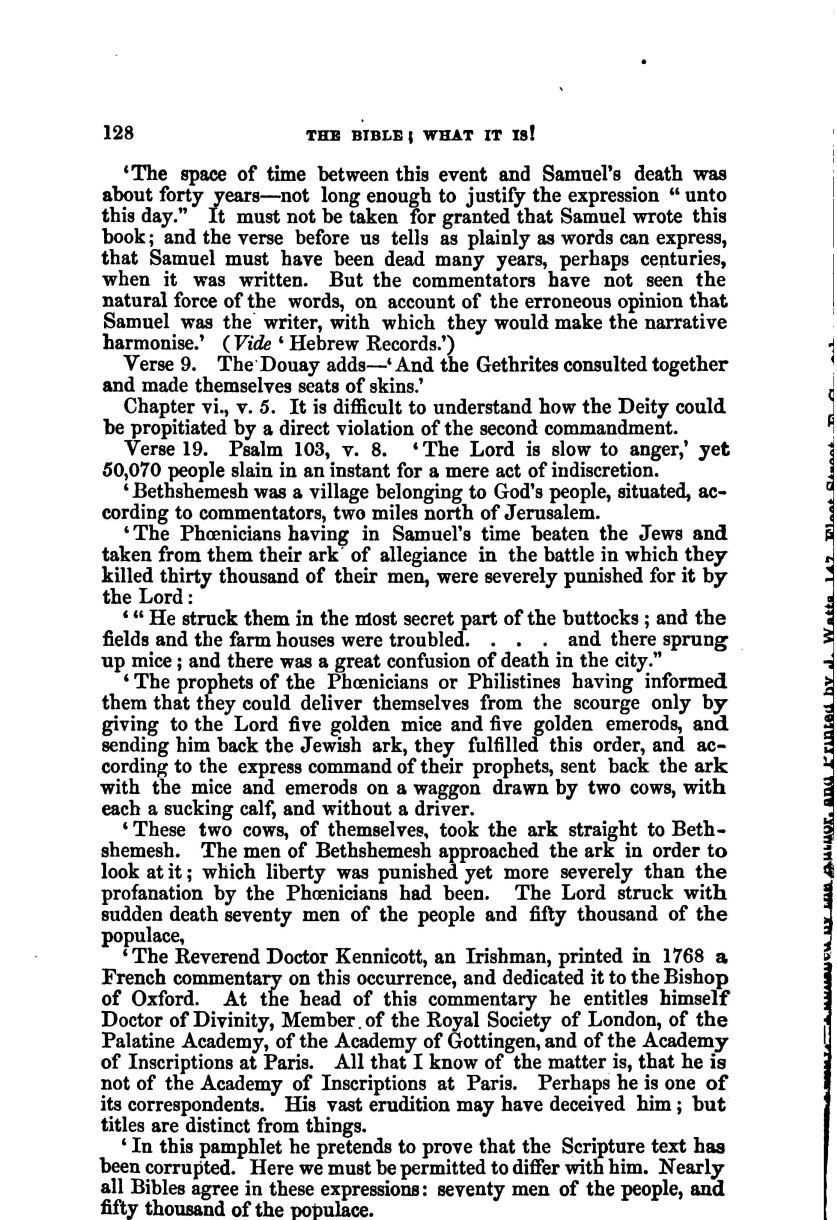 128 THE BIBLE; WHAT IT IS!
‘The space of time between this event and Samuel's death was
about forty years—not long enough to justify the expression “ unto
this day.” It must not be taken for granted that Samuel wrote this
book; and the verse before us tells as plainly as words can express,
that Samuel must have been dead many years, perhaps centuries,
when it was written. But the commentators have not seen the
natural force of the words, on account of the erroneous opinion that
Samuel was the writer, with which they would make the narrative
harmonise.’ (Vide ‘ Hebrew Records.’)
Verse 9. The Douay adds—‘ And the Gethrites consulted together
and made themselves seats of skins.’
Chapter vi., v. 5. It is difficult to understand how the Deity could
be propitiated by a direct violation of the second commandment.
Verse 19. Psalm 103, v. 8. ‘ The Lord is slow to anger,’ yet
50,070 people slain in an instant for a mere act of indiscretion.
‘ Bethshemesh was a village belonging to God's people, situated, ac-
cording to commentators, two miles north of Jerusalem.
‘ The Phœnicians having in Samuel's time beaten the Jews and
taken from them their ark of allegiance in the battle in which they
killed thirty thousand of their men, were severely punished for it by
the Lord :
‘ “ He struck them in the most secret part of the buttocks ; and the
fields and the farm houses were troubled. . . . and there sprung
up mice ; and there was a great confusion of death in the city.”
‘ The prophets of the Phœnicians or Philistines having informed
them that they could deliver themselves from the scourge only by
giving to the Lord five golden mice and five golden emerods, and
sending him back the Jewish ark, they fulfilled this order, and ac-
cording to the express command of their prophets, sent back the ark
with the mice and emerods on a waggon drawn by two cows, with
each a sucking calf, and without a driver.
‘ These two cows, of themselves, took the ark straight to Beth-
shemesh. The men of Bethshemesh approached the ark in order to
look at it ; which liberty was punished yet more severely than the
profanation by the Phœnicians had been. The Lord struck with
sudden death seventy men of the people and fifty thousand of the
populace,
‘ The Reverend Doctor Kennicott, an Irishman, printed in 1768 a
French commentary on this occurrence, and dedicated it to the Bishop
of Oxford. At the head of this commentary he entitles himself
Doctor of Divinity, Member of the Royal Society of London, of the
Palatine Academy, of the Academy of Gottingen, and of the Academy
of Inscriptions at Paris. All that I know of the matter is, that he is
not of the Academy of Inscriptions at Paris. Perhaps he is one of
its correspondents. His vast erudition may have deceived him ; but
titles are distinct from things.
‘ In this pamphlet he pretends to prove that the Scripture text has
been corrupted. Here we must be permitted to differ with him. Nearly
all Bibles agree in these expressions: seventy men of the people, and
fifty thousand of the populace.
and Printed by J. Watts, 147, Fleet Street, E. C.